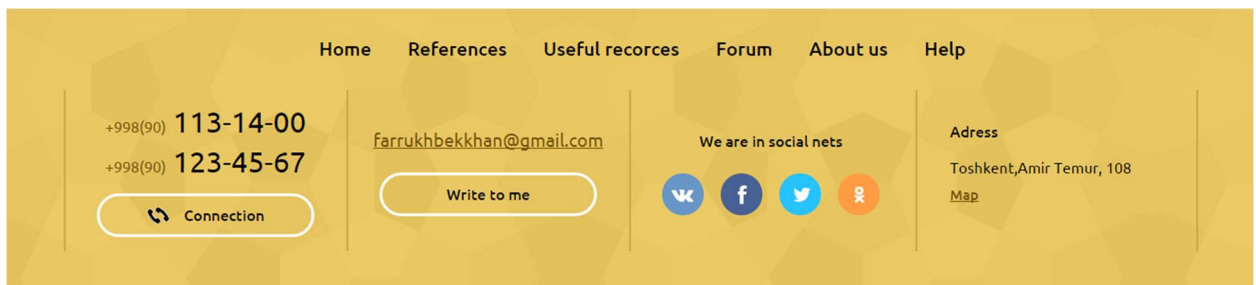 Home References Useful recorces Forum About us Help
+998(90) 113-14-00
+998(90) 123-45-67
Connection
farrukhbekkhan@gmail.com
Write to me
We are in social nets
Adress
Toshkent,Amir Temur, 108
Map